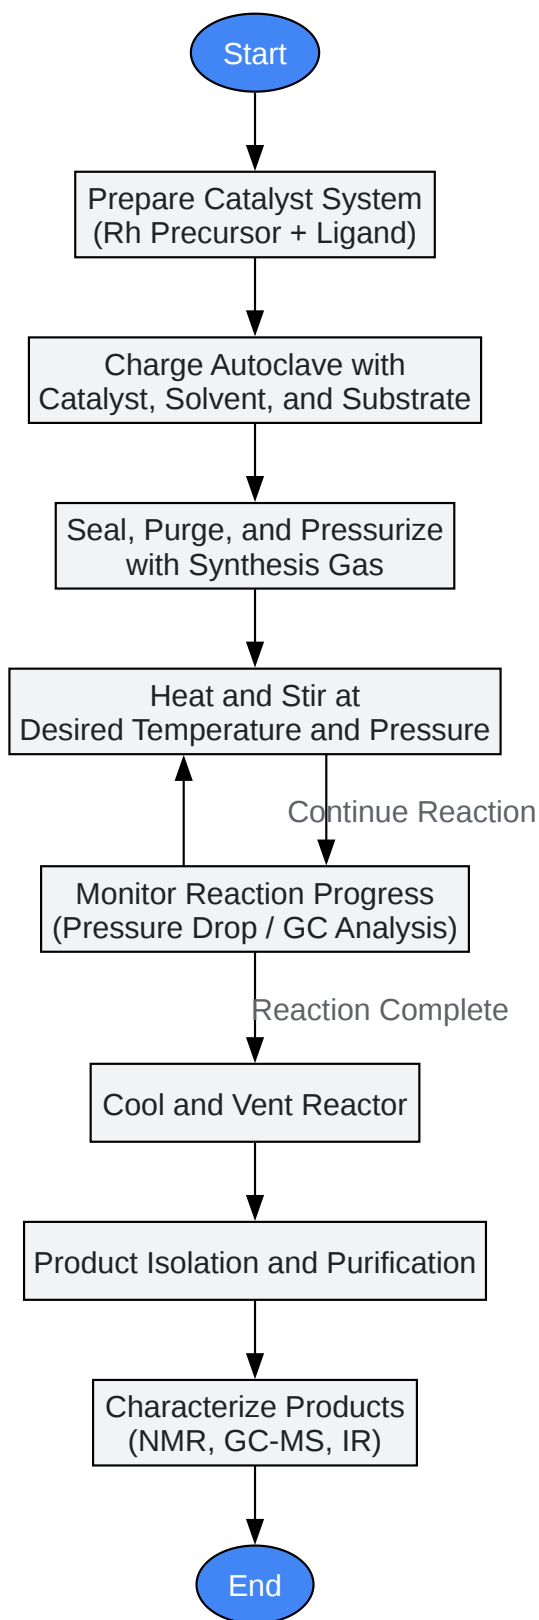 Start
Prepare Catalyst System
(Rh Precursor + Ligand)
Charge Autoclave with
Catalyst, Solvent, and Substrate
Seal, Purge, and Pressurize
with Synthesis Gas
Heat and Stir at
Desired Temperature and Pressure
Continue Reaction
Monitor Reaction Progress
(Pressure Drop / GC Analysis)
Reaction Complete
Cool and Vent Reactor
Product Isolation and Purification
Characterize Products
(NMR, GC-MS, IR)
End